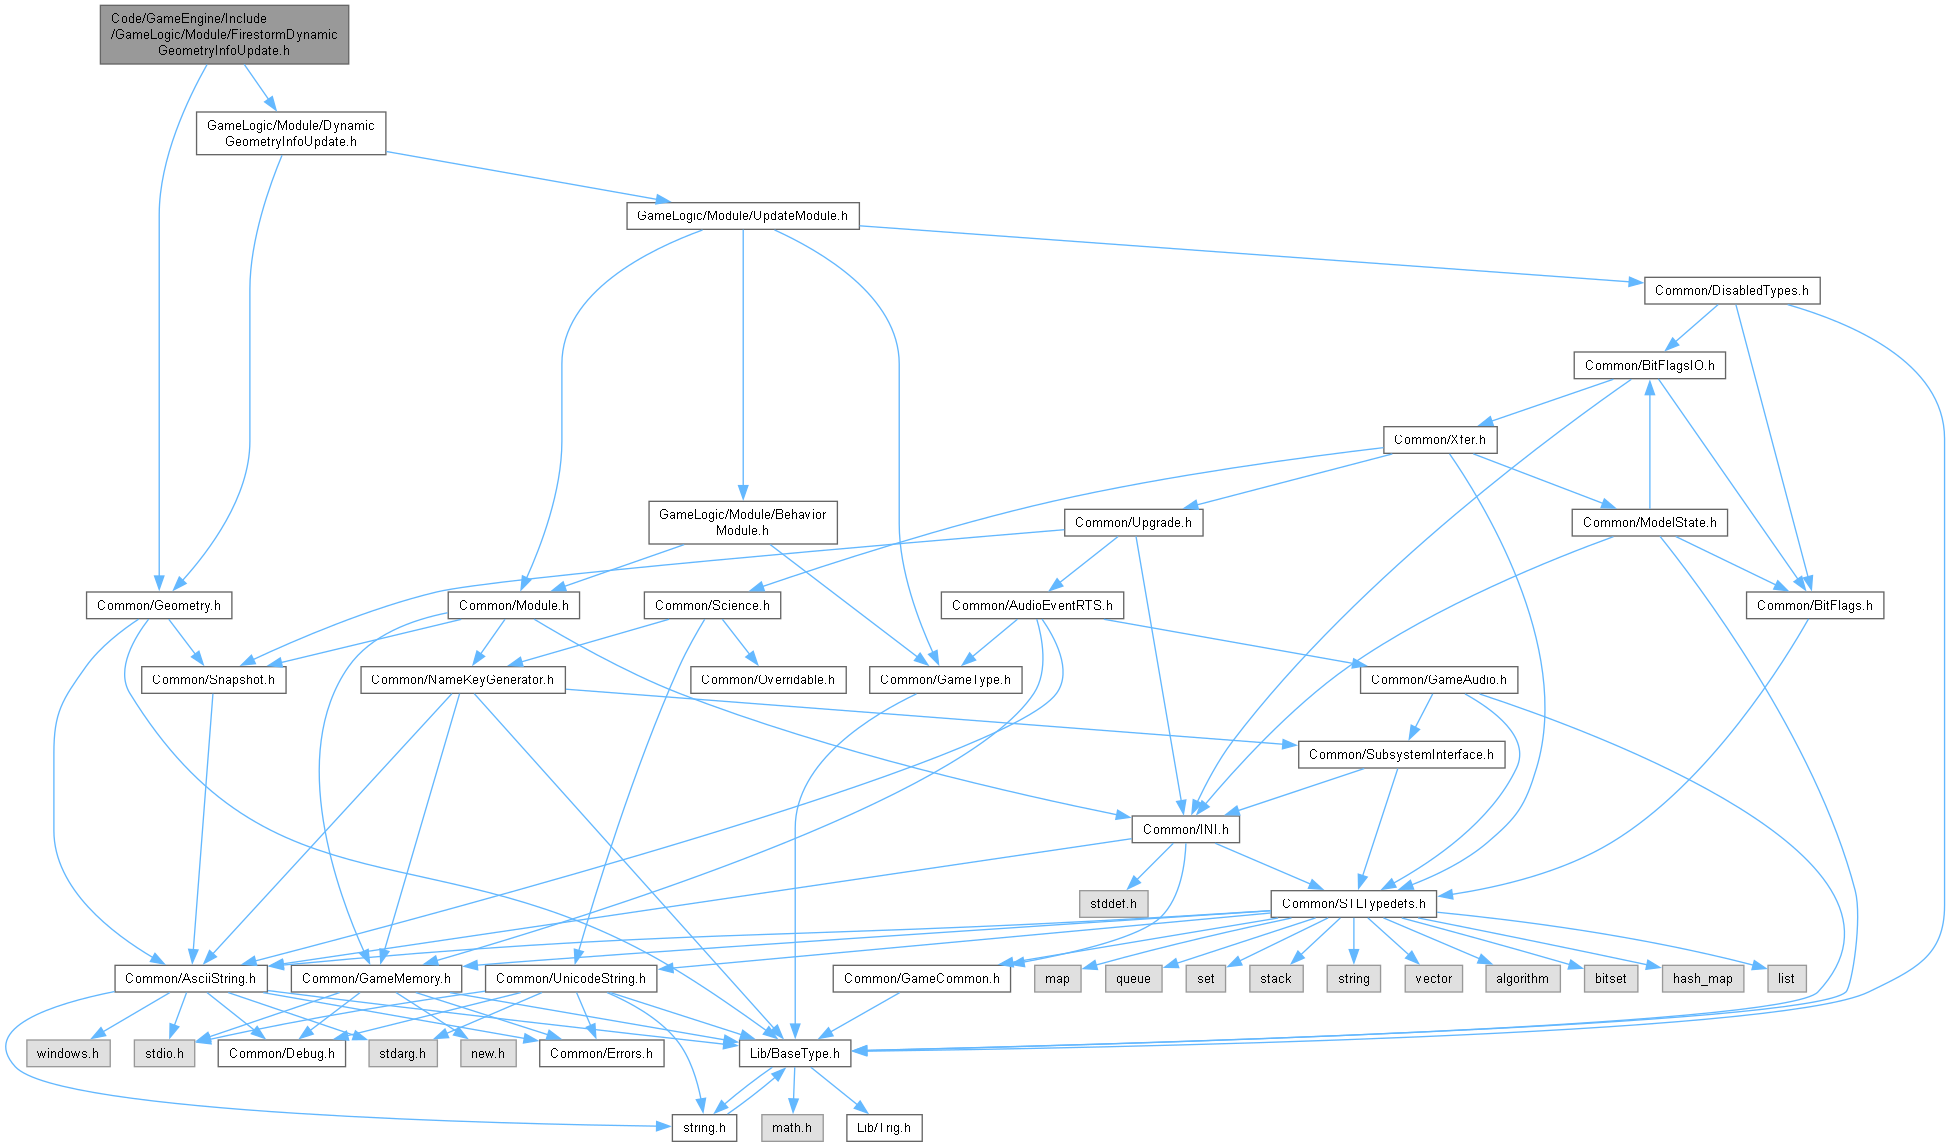 Code/GameEngine/Include
/GameLogic/Module/FirestormDynamic
GeometryInfoUpdate.h
GameLogic/Module/Dynamic
GeometryInfoUpdate.h
GameLogic/Module/UpdateModule.h
Common/DisabledTypes.h
Common/BitFlagsIO.h
Common/Xfer.h
GameLogic/Module/Behavior
Module.h
Common/Upgrade.h
Common/ModelState.h
Common/Geometry.h
Common/Module.h
Common/Science.h
Common/AudioEventRTS.h
Common/BitFlags.h
Common/Snapshot.h
Common/NameKeyGenerator.h
Common/Overridable.h
Common/GameType.h
Common/GameAudio.h
Common/SubsystemInterface.h
Common/INI.h
stddef.h
Common/STLTypedefs.h
Common/AsciiString.h
Common/GameMemory.h
Common/UnicodeString.h
Common/GameCommon.h
map
queue
set
stack
string
vector
algorithm
bitset
hash_map
list
windows.h
stdio.h
Common/Debug.h
stdarg.h
new.h
Common/Errors.h
Lib/BaseType.h
string.h
math.h
Lib/Trig.h